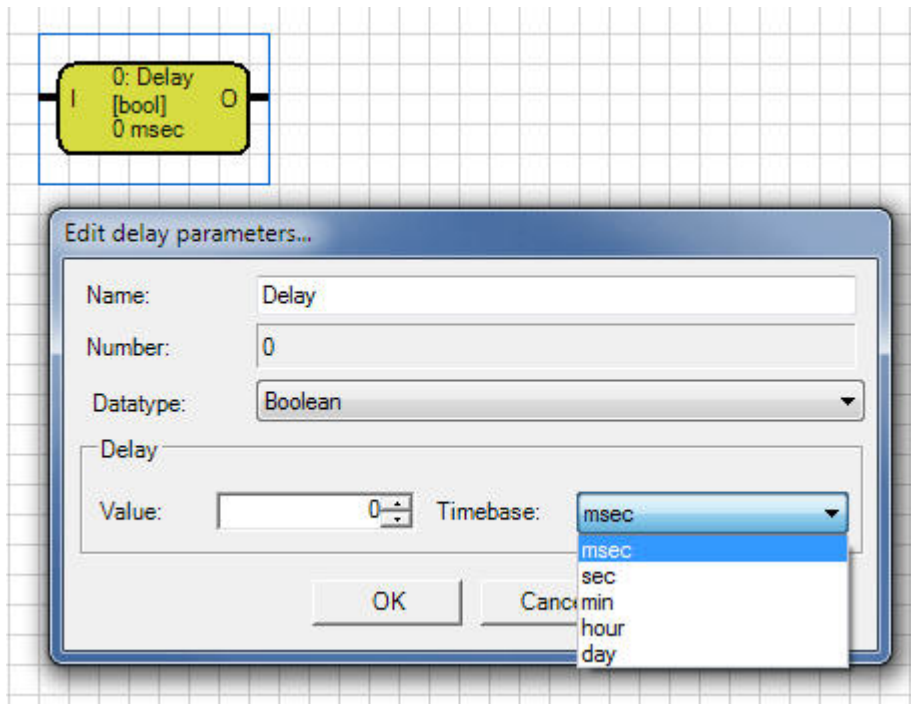 0: Delay
I [bool] O
0 msec
Edit delay parameters...
Name: Delay
Number: 0
Datatype: Boolean
Delay
Value: 0 Timebase: msec
msec
sec
OK Canc min
hour
day